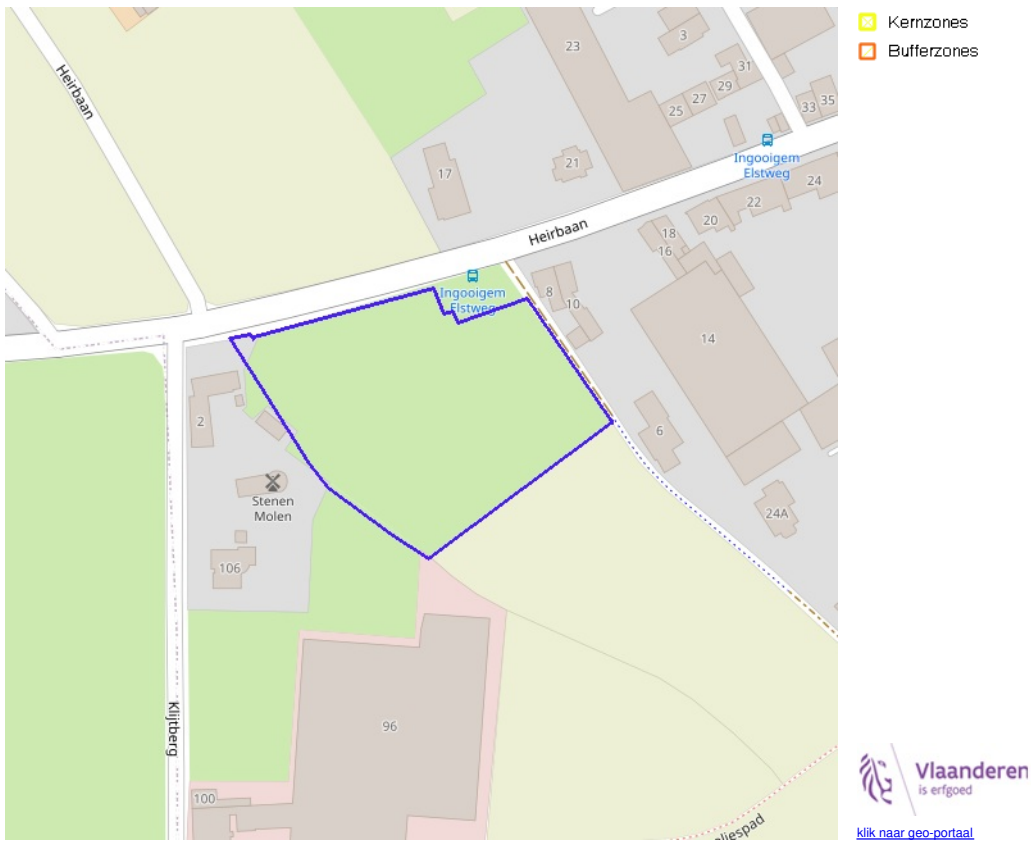 Kernzones
Bufferzones
Heirbaan
23
3
31
29
27
25
33
35
Ingooigem
Elstweg
17
21
24
22
20
18
16
Heirbaan
Ingooigem
Elstweg
8
10
14
2
6
Stenen
Molen
24A
106
Klijtberg
96
100
Vlaanderen
is erfgoed
klik naar geo-portaal